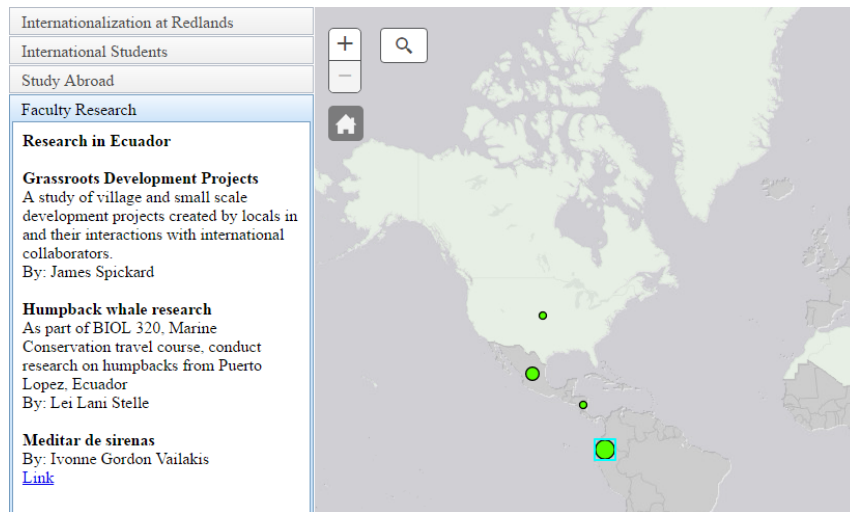 Internationalization at Redlands
International Students
Study Abroad
Faculty Research
Research in Ecuador
Grassroots Development Projects
A study of village and small scale
development projects created by locals in
and their interactions with international
collaborators.
By: James Spickard
Humpback whale research
As part of BIOL 320, Marine
Conservation travel course, conduct
research on humpbacks from Puerto
Lopez, Ecuador
By: Lei Lani Stelle
Meditar de sirenas
By: Ivonne Gordon Vailakis
Link
+
−